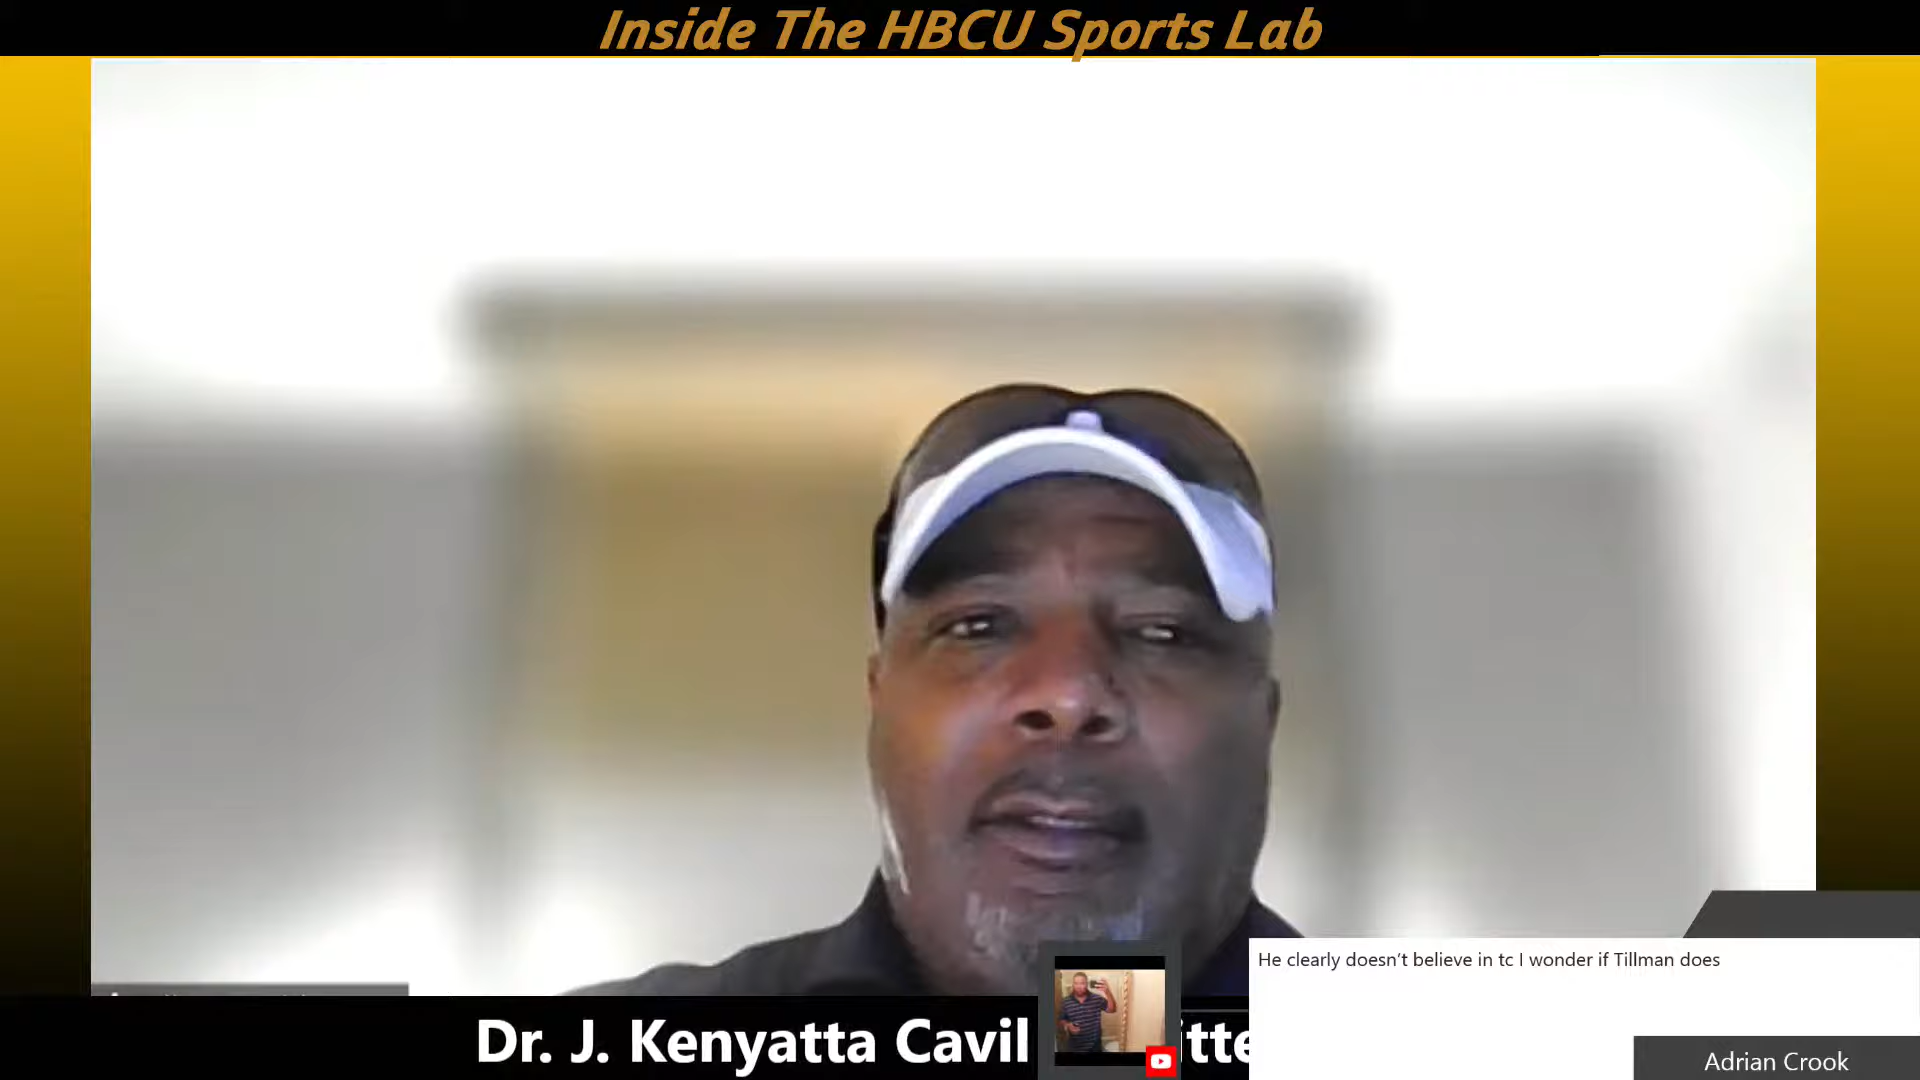 Inside The HBCU Sports Lab
He clearly doesn't believe in tc I wonder if Tillman does
Dr. J. Kenyatta Cavil
itte
Adrian Crook